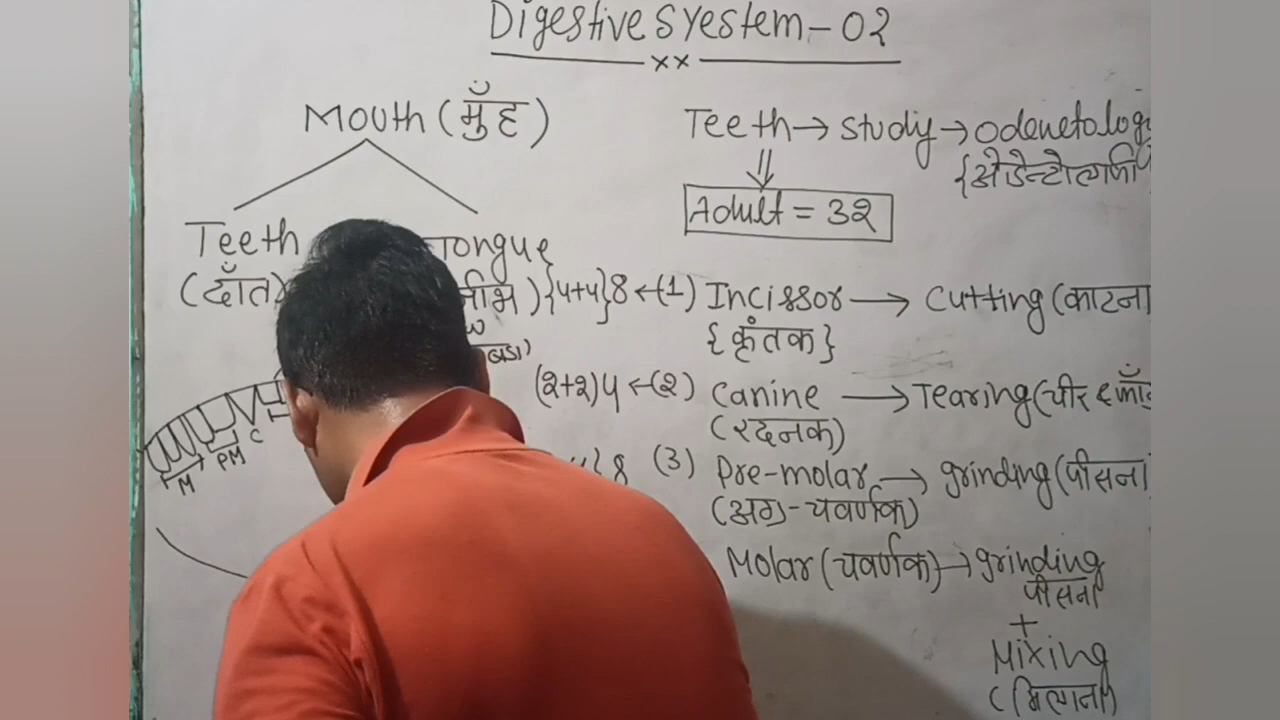 Digestive Syestem-02
Mouth (मुँह)
Teeth
(दाँत)
Tongue
M
PM
C
Teeth → study → odenetology
Adult = 32
{4+4}8 ← (1) Incissor → Cutting (काटना
{कृंतक}
(2+2)4 ← (2) Canine → Tearing (चीर
(रदनक)
8 (3) Pre-molar → grinding (पीसना)
(अग्र-चवर्णक)
Molar (चवर्णक) → grinding
पीसना
+
Mixing
(मिलाना)